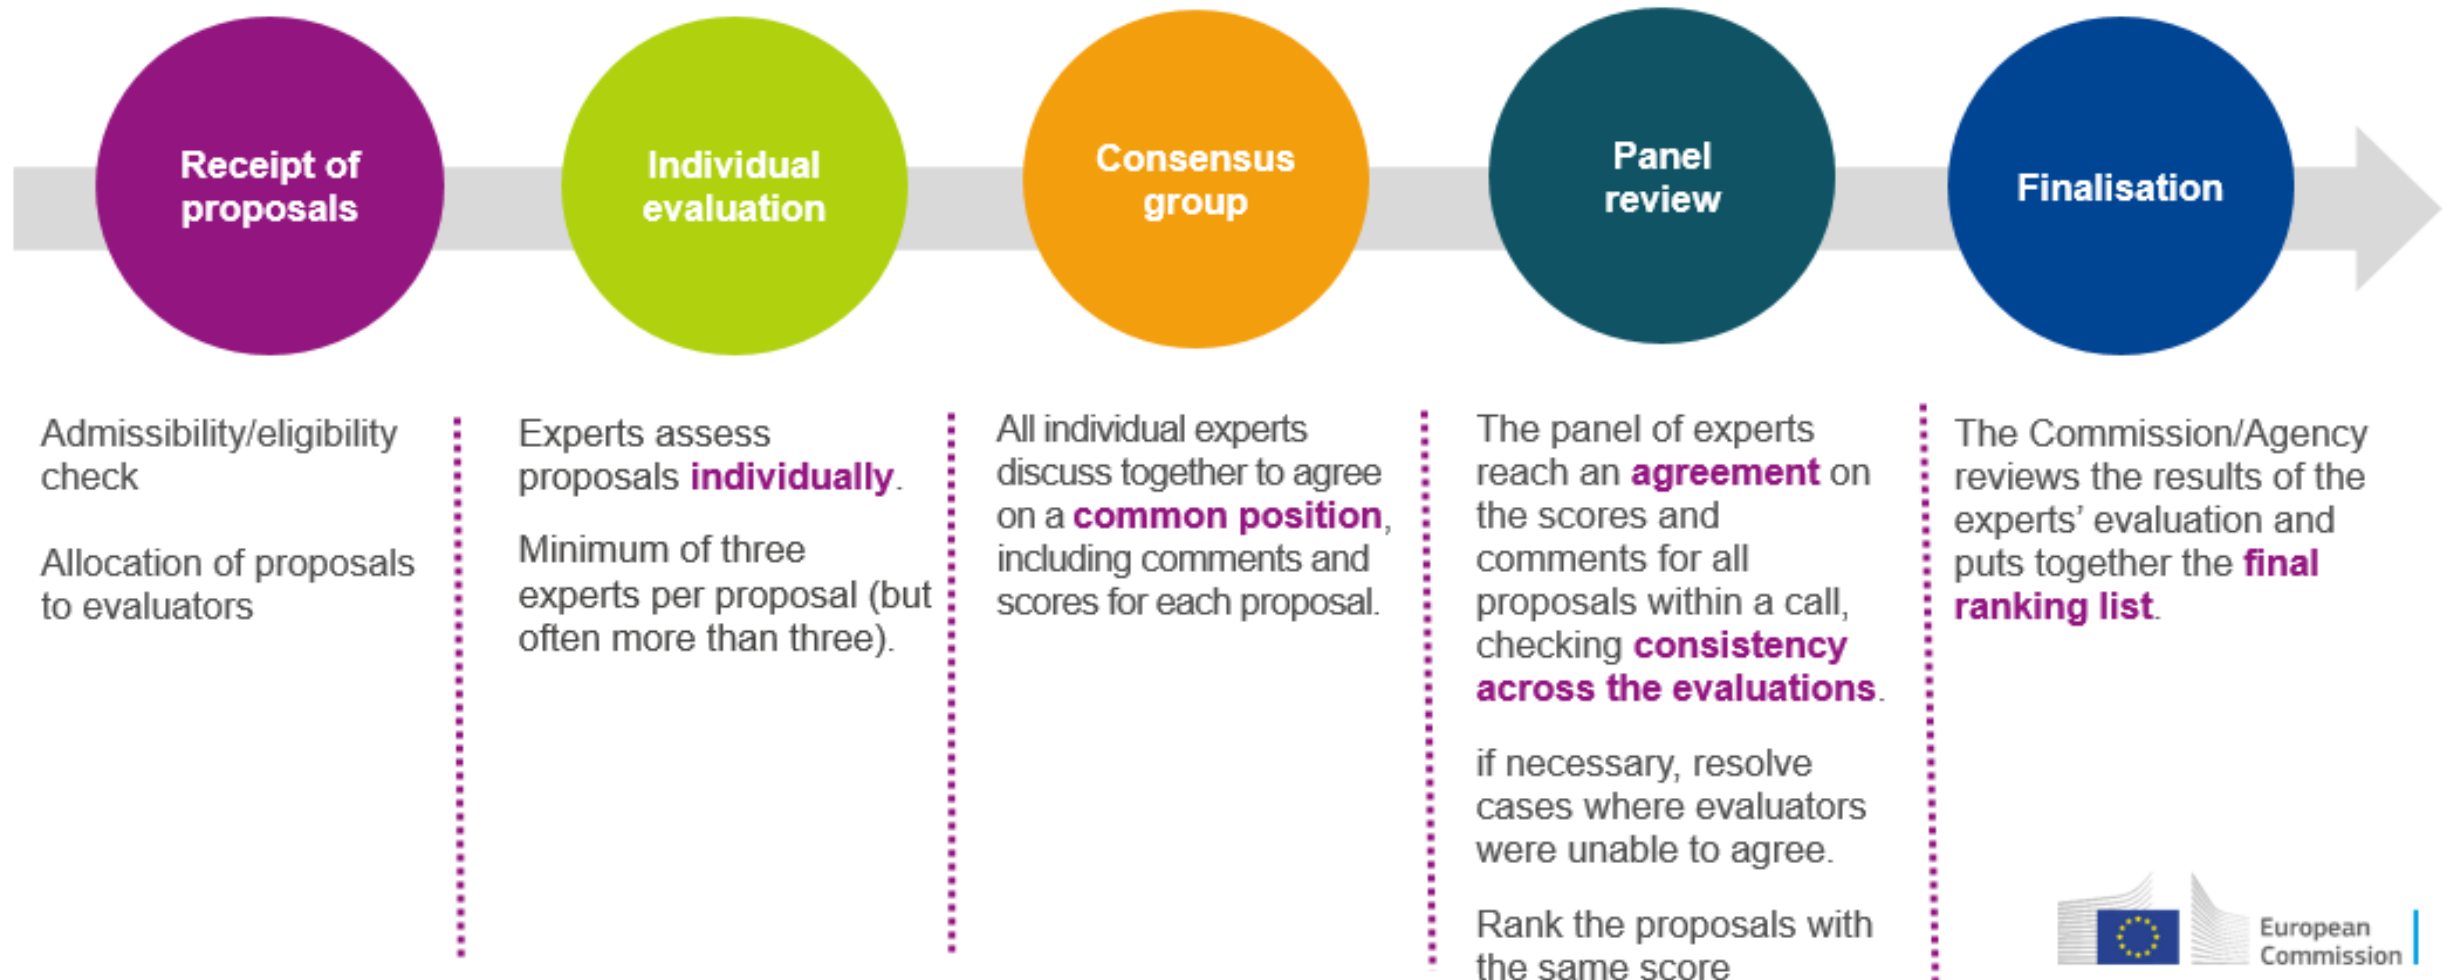 Receipt of
proposals
Individual
evaluation
Consensus
group
Panel
review
Finalisation
Admissibility/eligibility
check
Allocation of proposals
to evaluators
Experts assess
proposals individually.
Minimum of three
experts per proposal (but
often more than three).
All individual experts
discuss together to agree
on a common position,
including comments and
scores for each proposal.
The panel of experts
reach an agreement on
the scores and
comments for all
proposals within a call,
checking consistency
across the evaluations.
if necessary, resolve
cases where evaluators
were unable to agree.
Rank the proposals with
the same score
The Commission/Agency
reviews the results of the
experts’ evaluation and
puts together the final
ranking list.
European
Commission